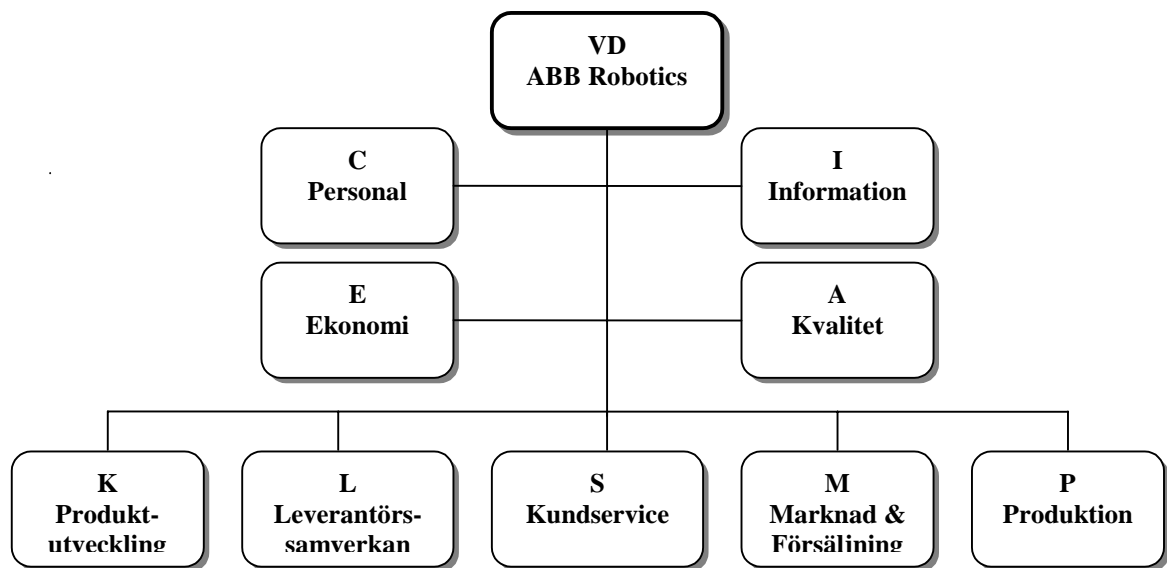 VD
ABB Robotics
C
Personal
I
Information
E
Ekonomi
A
Kvalitet
K
Produkt-
utveckling
L
Leverantörs-
samverkan
S
Kundservice
M
Marknad &
Försäljning
P
Produktion